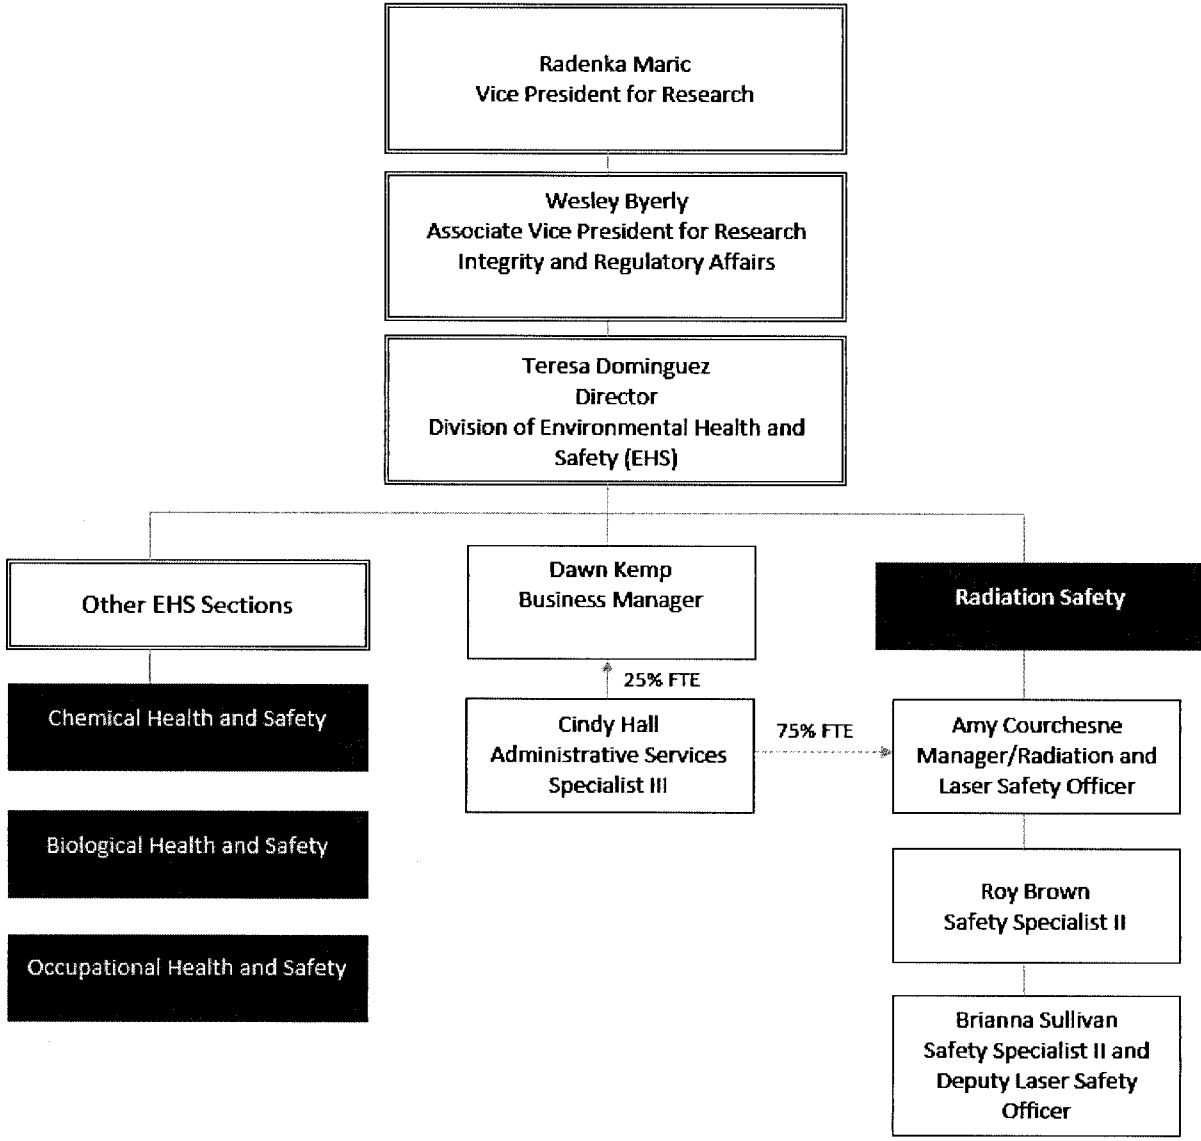 Radenka Maric
Vice President for Research
Wesley Byerly
Associate Vice President for Research
Integrity and Regulatory Affairs
Teresa Dominguez
Director
Division of Environmental Health and
Safety (EHS)
Other EHS Sections
Dawn Kemp
Business Manager
Radiation Safety
25% FTE
Chemical Health and Safety
Cindy Hall
Administrative Services
Specialist III
75% FTE
Amy Courchesne
Manager/Radiation and
Laser Safety Officer
Biological Health and Safety
Roy Brown
Safety Specialist II
Occupational Health and Safety
Brianna Sullivan
Safety Specialist II and
Deputy Laser Safety
Officer